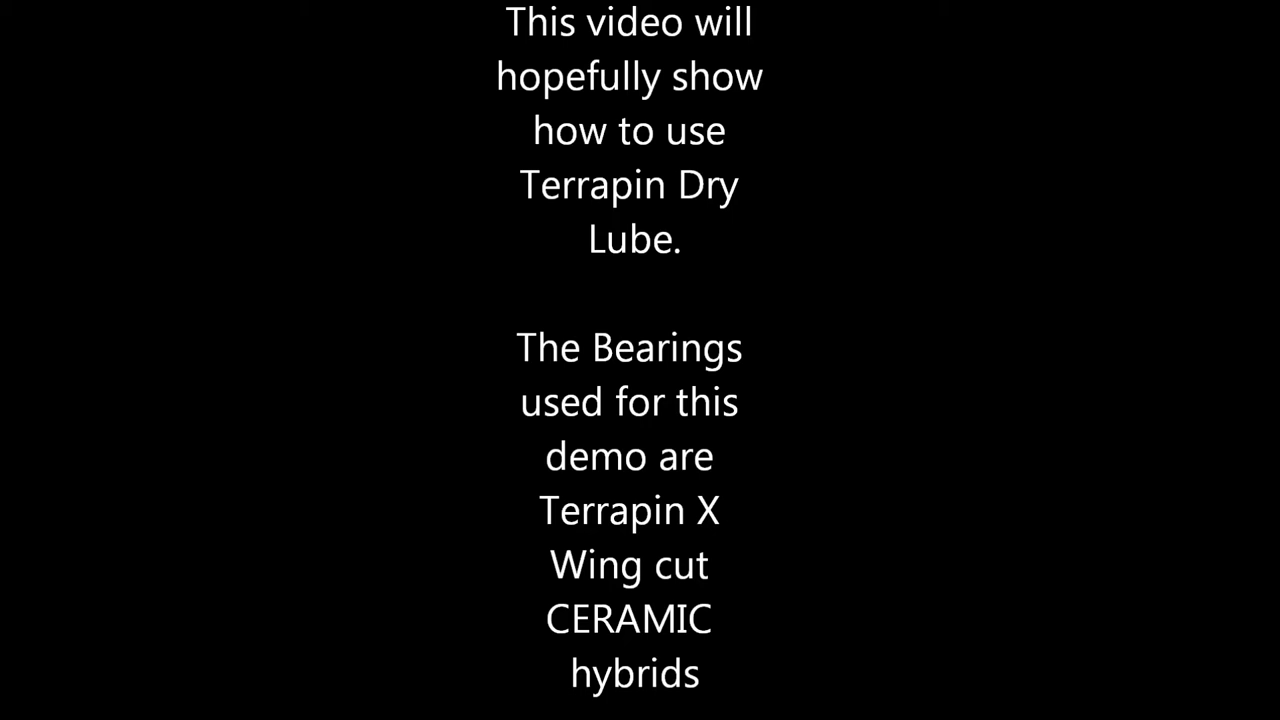 This video will
hopefully show
how to use
Terrapin Dry
Lube.
The Bearings
used for this
demo are
Terrapin X
Wing cut
CERAMIC
hybrids